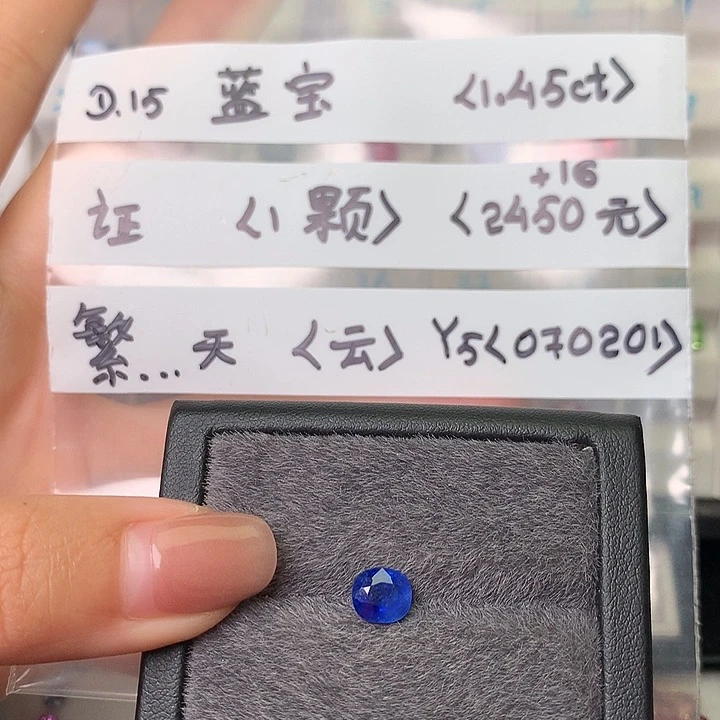 D.15 蓝宝 <1.45ct>
+16
证 <1颗> <2450元>
繁...天 <云> Y5<070201>